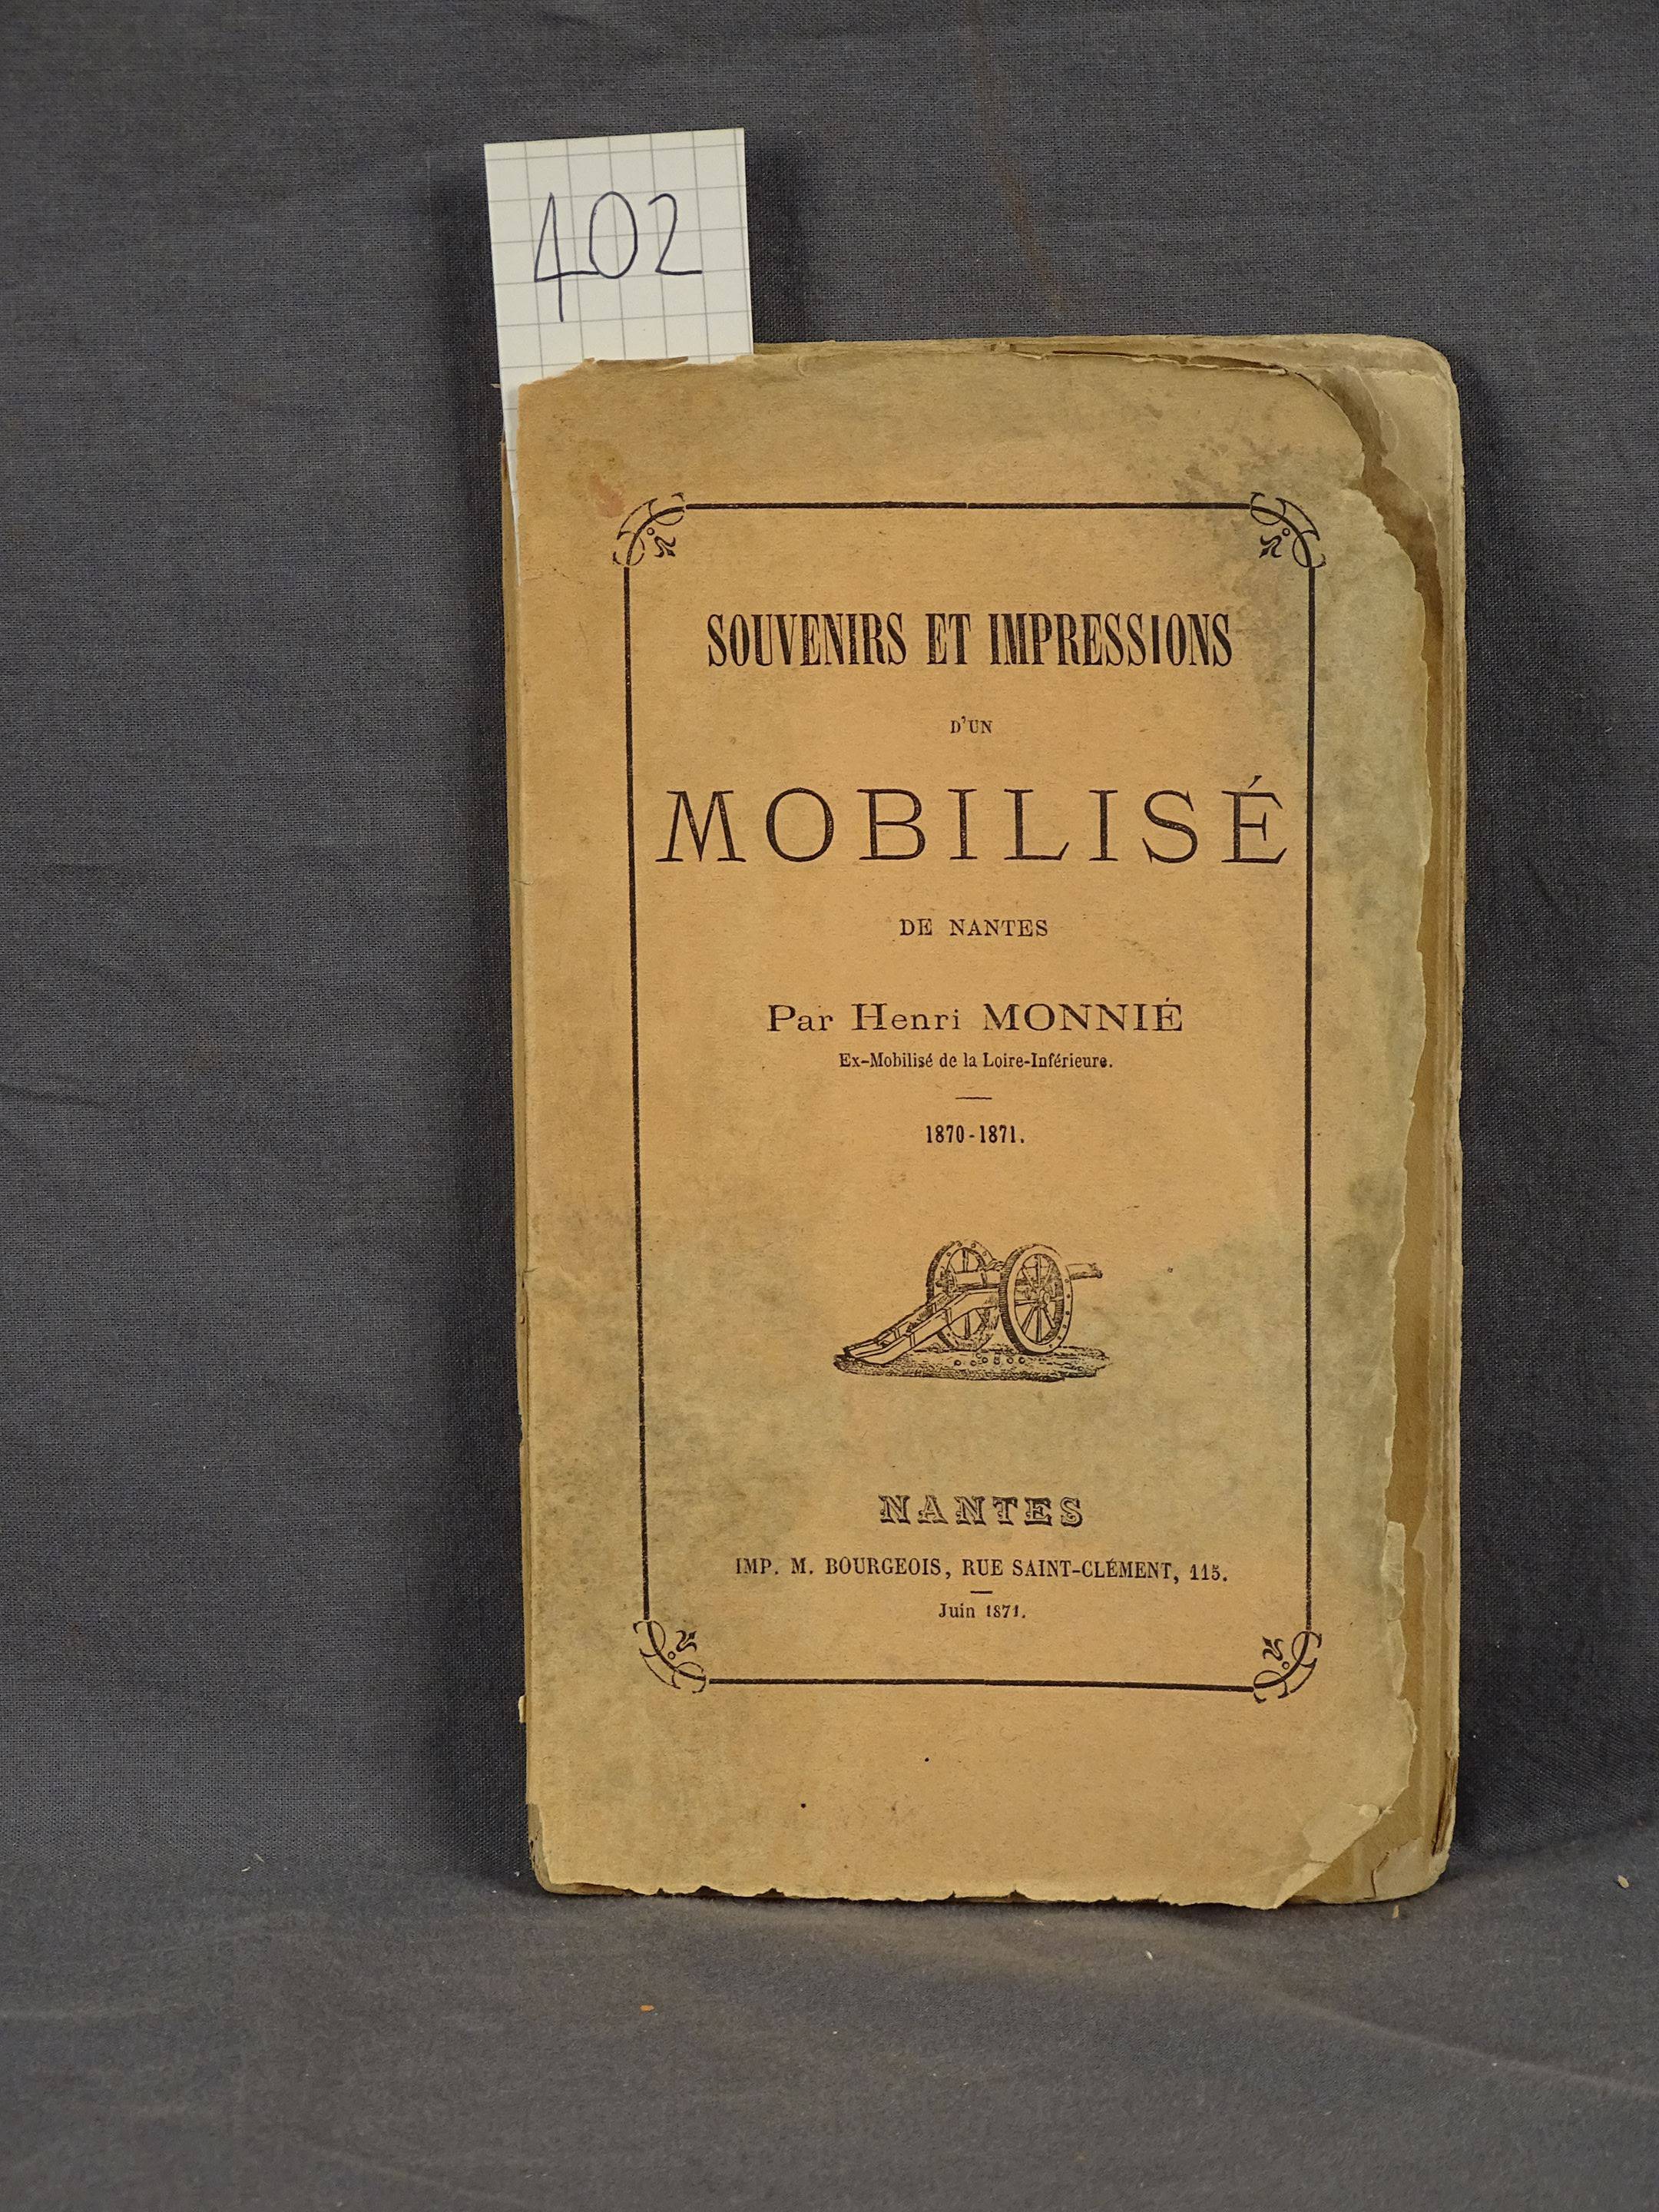 402
SOUVENIRS ET IMPRESSIONS
D'UN
MOBILISÉ
DE NANTES
Par Henri MONNIÉ
Ex-Mobilisé de la Loire-Inférieure.
1870-1871.
NANTES
IMP. M. BOURGEOIS, RUE SAINT-CLÉMENT, 115.
Juin 1871.